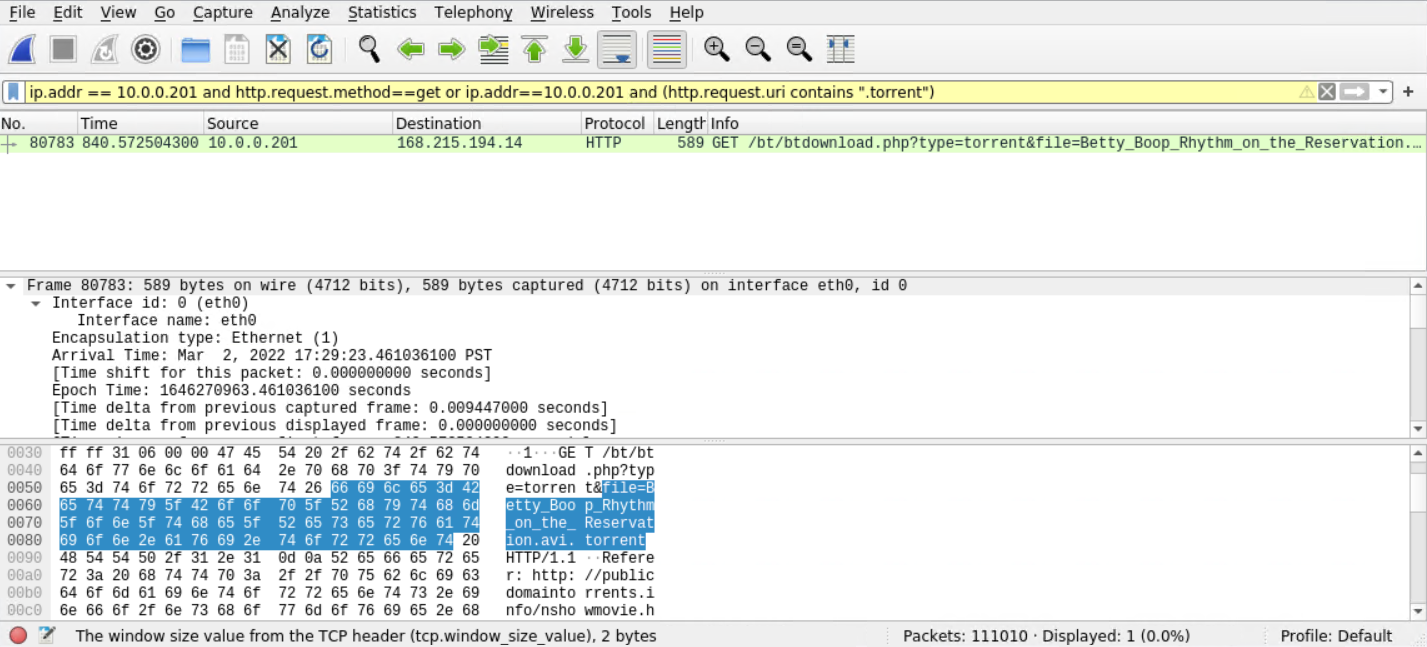 File Edit View Go Capture Analyze Statistics Telephony Wireless Tools Help
ip.addr == 10.0.0.201 and http.request.method==get or ip.addr==10.0.0.201 and (http.request.uri contains ".torrent")
No. Time Source Destination Protocol Length Info
80783 840.572504300 10.0.0.201 168.215.194.14 HTTP 589 GET /bt/btdownload.php?type=torrent&file=Betty_Boop_Rhythm_on_the_Reservation.…
Frame 80783: 589 bytes on wire (4712 bits), 589 bytes captured (4712 bits) on interface eth0, id 0
Interface id: 0 (eth0)
Interface name: eth0
Encapsulation type: Ethernet (1)
Arrival Time: Mar  2, 2022 17:29:23.461036100 PST
[Time shift for this packet: 0.000000000 seconds]
Epoch Time: 1646270963.461036100 seconds
[Time delta from previous captured frame: 0.009447000 seconds]
[Time delta from previous displayed frame: 0.000000000 seconds]
0030 ff ff 31 06 00 00 47 45 54 20 2f 62 74 2f 62 74 ··1···GE T /bt/bt
0040 64 6f 77 6e 6c 6f 61 64 2e 70 68 70 3f 74 79 70 download .php?typ
0050 65 3d 74 6f 72 72 65 6e 74 26 66 69 6c 65 3d 42 e=torren t&file=B
0060 65 74 74 79 5f 42 6f 6f 70 5f 52 68 79 74 68 6d etty_Boo p_Rhythm
0070 5f 6f 6e 5f 74 68 65 5f 52 65 73 65 72 76 61 74 _on_the_ Reservat
0080 69 6f 6e 2e 61 76 69 2e 74 6f 72 72 65 6e 74 20 ion.avi. torrent
0090 48 54 54 50 2f 31 2e 31 0d 0a 52 65 66 65 72 65 HTTP/1.1 ··Refere
00a0 72 3a 20 68 74 74 70 3a 2f 2f 70 75 62 6c 69 63 r: http: //public
00b0 64 6f 6d 61 69 6e 74 6f 72 72 65 6e 74 73 2e 69 domainto rrents.i
00c0 6e 66 6f 2f 6e 73 68 6f 77 6d 6f 76 69 65 2e 68 nfo/nsho wmovie.h
The window size value from the TCP header (tcp.window_size_value), 2 bytes Packets: 111010 · Displayed: 1 (0.0%) Profile: Default